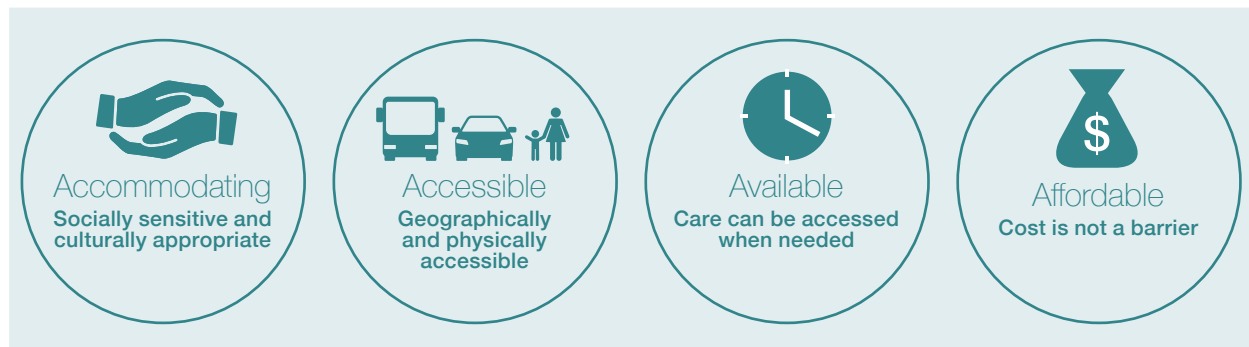 Accommodating
Socially sensitive and
culturally appropriate
Accessible
Geographically
and physically
accessible
Available
Care can be accessed
when needed
$
Affordable
Cost is not a barrier